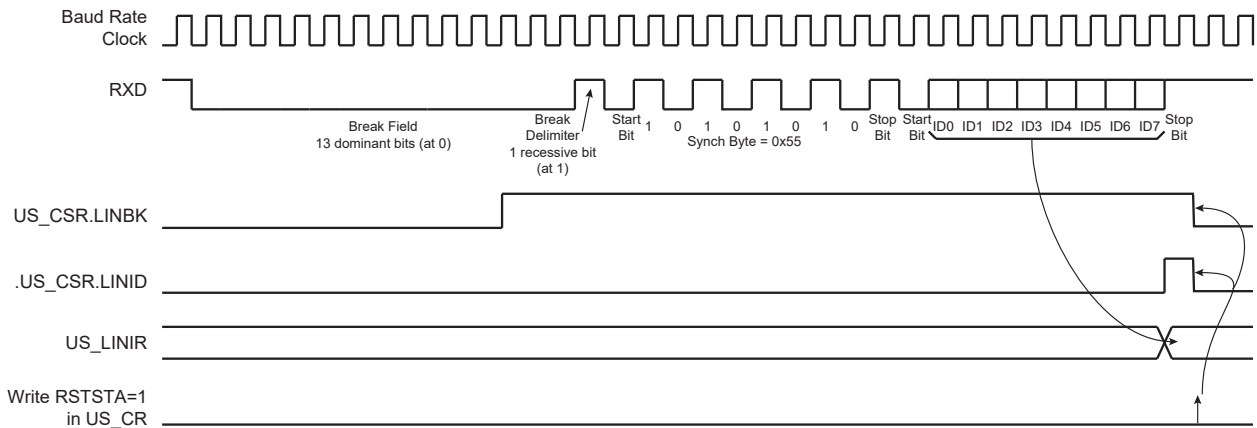 Baud Rate
Clock
RXD
Break Field
13 dominant bits (at 0)
Break
Delimiter
1 recessive bit
(at 1)
Start
Bit
1 0 1 0 1 0 1 0
Synch Byte = 0x55
Stop
Bit
Start
Bit
ID0 ID1 ID2 ID3 ID4 ID5 ID6 ID7
Stop
Bit
US_CSR.LINBK
.US_CSR.LINID
US_LINIR
Write RSTSTA=1
in US_CR